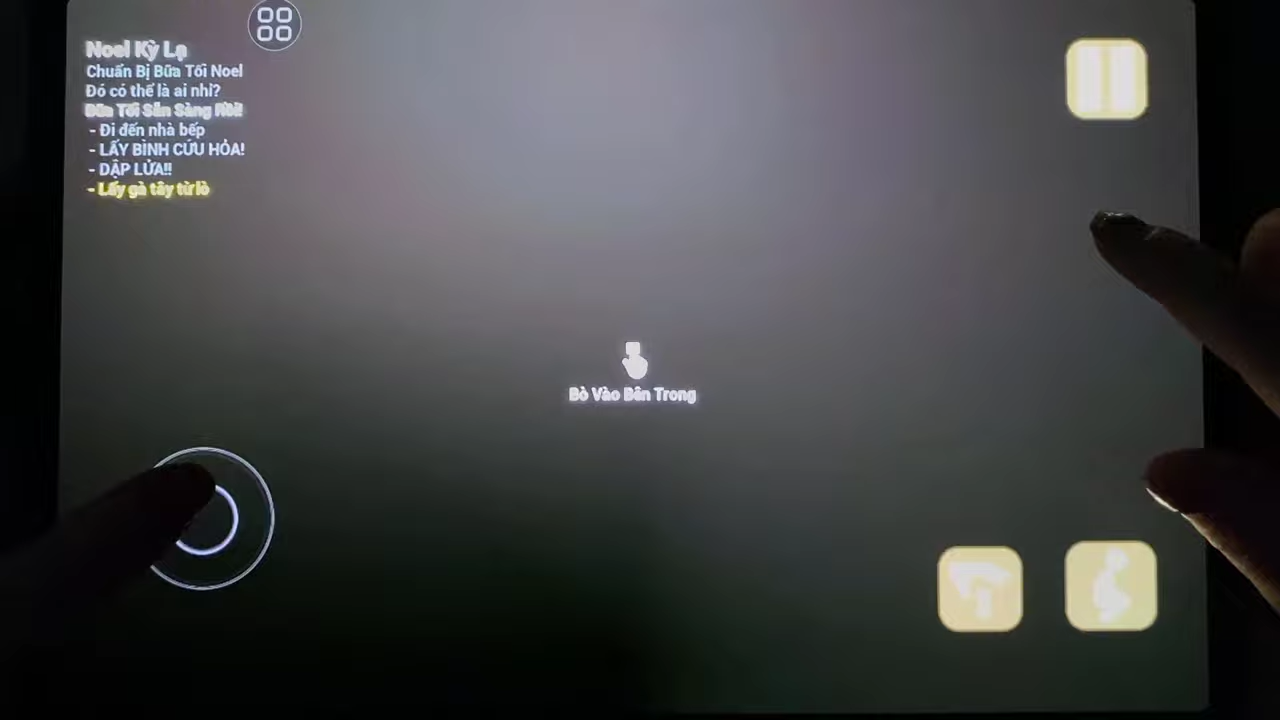 Noel Kỳ Lạ
Chuẩn Bị Bữa Tối Noel
Đó có thể là ai nhỉ?
Bữa Tối Sẵn Sàng Rồi!
- Đi đến nhà bếp
- LẤY BÌNH CỨU HỎA!
- DẬP LỬA!!
- Lấy gà tây từ lò
Bò Vào Bên Trong